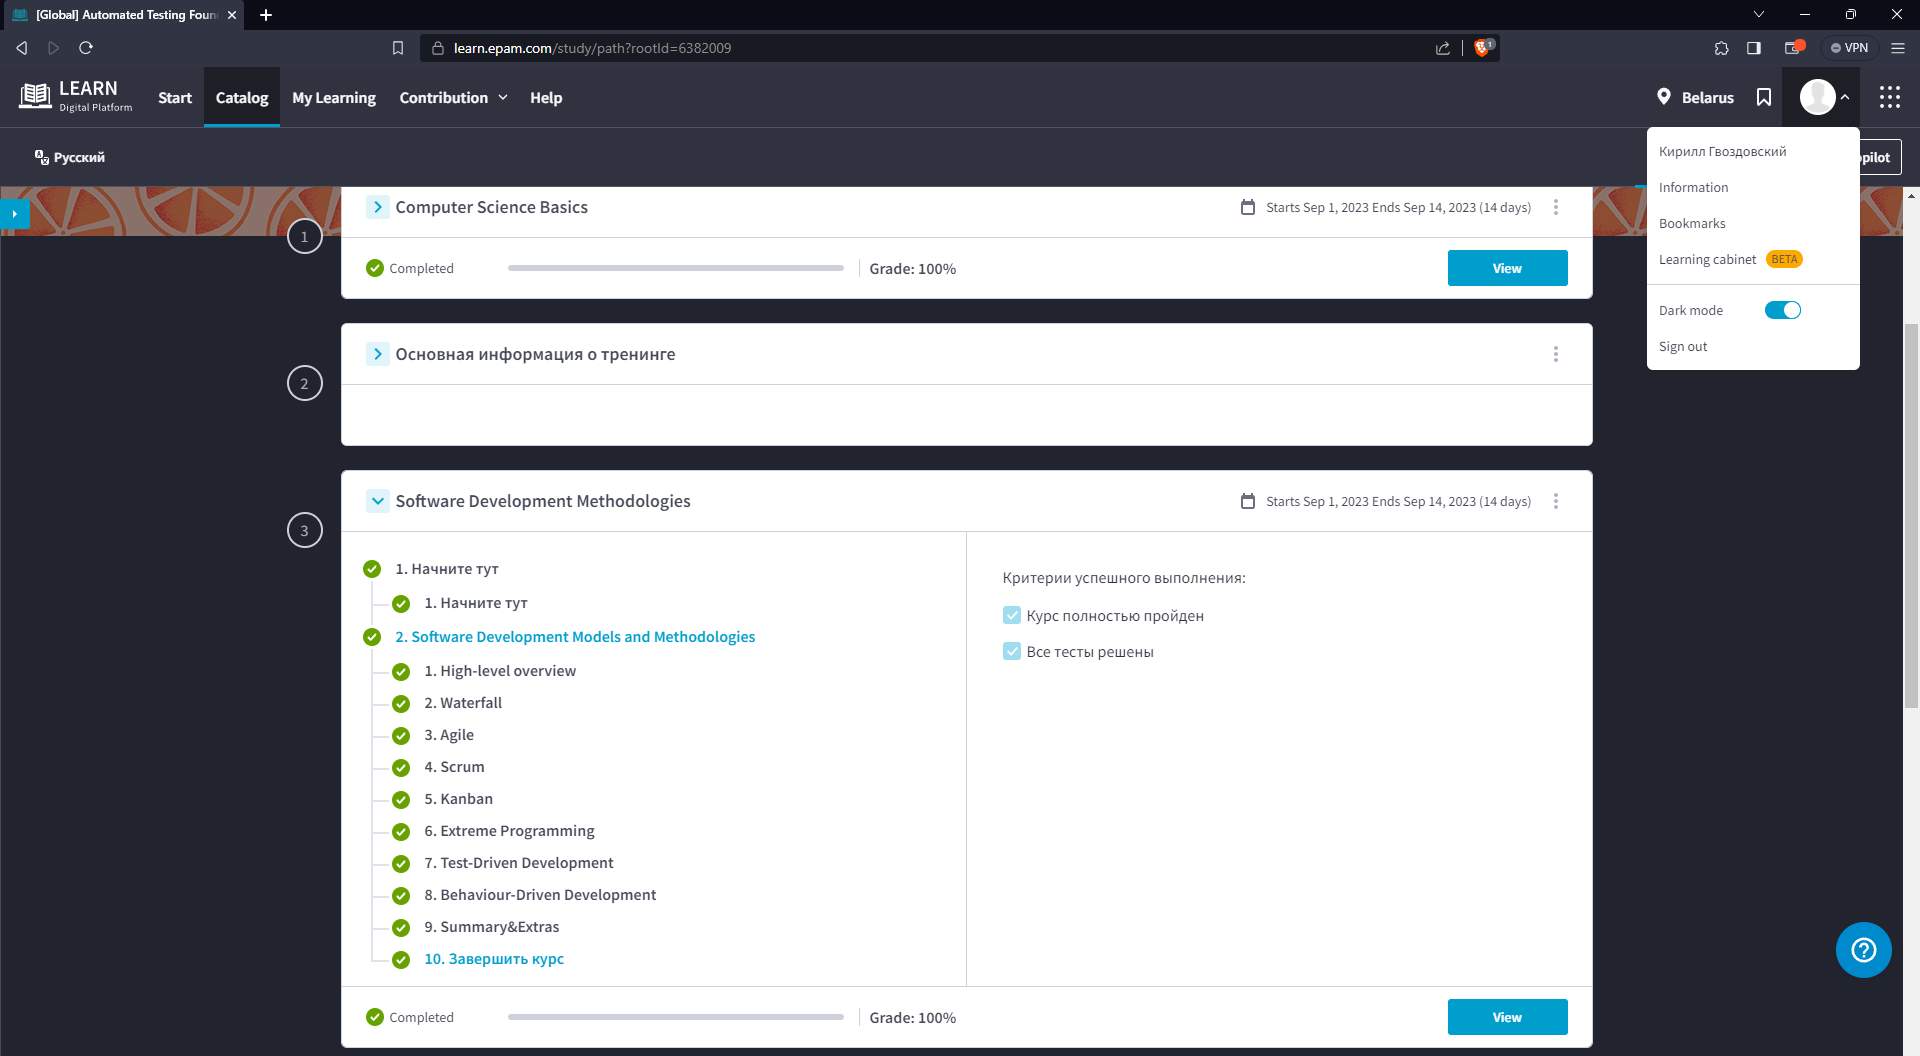 [Global] Automated Testing Foun
learn.epam.com/study/path?rootId=6382009
1
VPN
LEARN
Digital Platform
Start
Catalog
My Learning
Contribution
Help
Belarus
Русский
pilot
Кирилл Гвоздовский
Information
Bookmarks
Learning cabinet BETA
Dark mode
Sign out
1
Computer Science Basics
Starts Sep 1, 2023 Ends Sep 14, 2023 (14 days)
Completed
Grade: 100%
View
2
Основная информация о тренинге
3
Software Development Methodologies
Starts Sep 1, 2023 Ends Sep 14, 2023 (14 days)
1. Начните тут
1. Начните тут
2. Software Development Models and Methodologies
1. High-level overview
2. Waterfall
3. Agile
4. Scrum
5. Kanban
6. Extreme Programming
7. Test-Driven Development
8. Behaviour-Driven Development
9. Summary&Extras
10. Завершить курс
Критерии успешного выполнения:
Курс полностью пройден
Все тесты решены
Completed
Grade: 100%
View